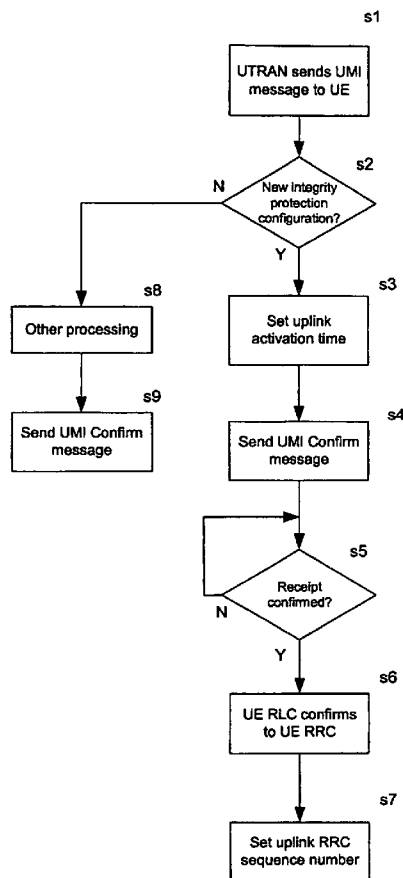 s1
UTRAN sends UMI
message to UE
s2
N
New integrity
protection
configuration?
Y
s8
s3
Other processing
Set uplink
activation time
s9
s4
Send UMI Confirm
message
Send UMI Confirm
message
s5
Receipt
confirmed?
N
Y
s6
UE RLC confirms
to UE RRC
s7
Set uplink RRC
sequence number